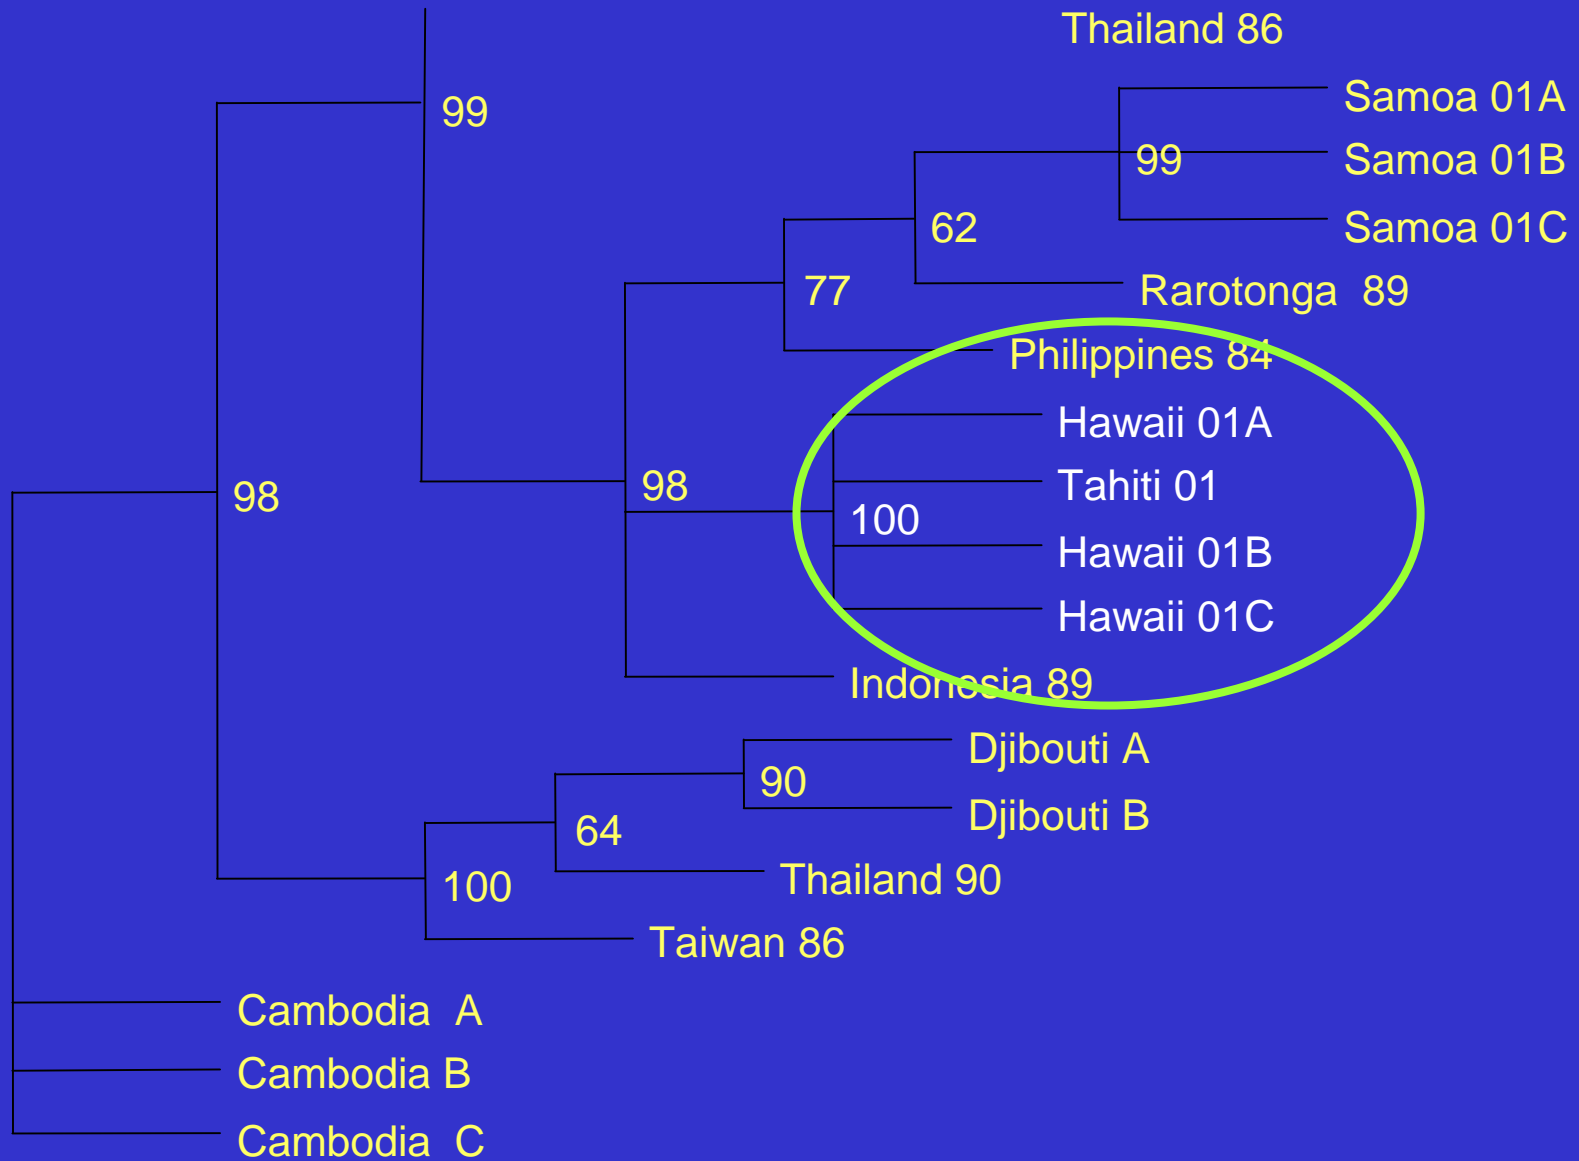 Thailand 86
Samoa 01A
99
Samoa 01B
99
Samoa 01C
62
Rarotonga  89
77
Philippines 84
Hawaii 01A
Tahiti 01
98
98
100
Hawaii 01B
Hawaii 01C
Indonesia 89
Djibouti A
90
Djibouti B
64
Thailand 90
100
Taiwan 86
Cambodia  A
Cambodia B
Cambodia  C